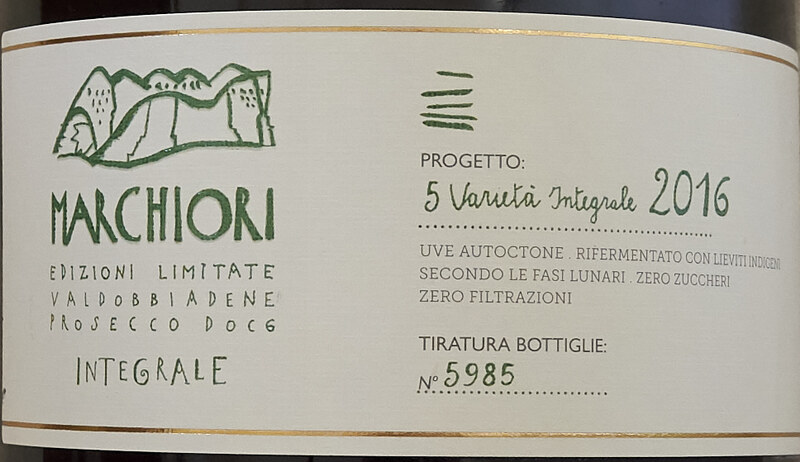 MARCHIORI
EDIZIONI LIMITATE
VALDOBBIADENE
PROSECCO DOCG
INTEGRALE
PROGETTO:
5 Varietà Integrale 2016
UVE AUTOCTONE . RIFERMENTATO CON LIEVITI INDIGENI
SECONDO LE FASI LUNARI . ZERO ZUCCHERI
ZERO FILTRAZIONI
TIRATURA BOTTIGLIE:
N° 5985